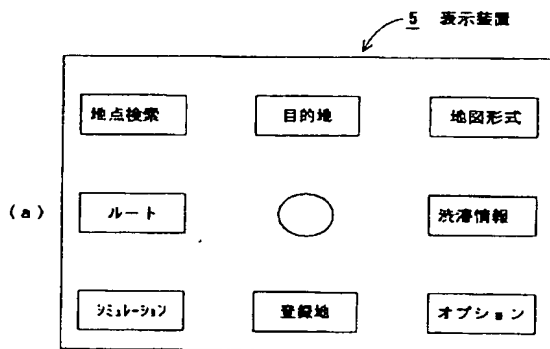 5 表示装置
地点検索 目的地 地図形式
(a) ルート 渋滞情報
シミュレーション 登録地 オプション